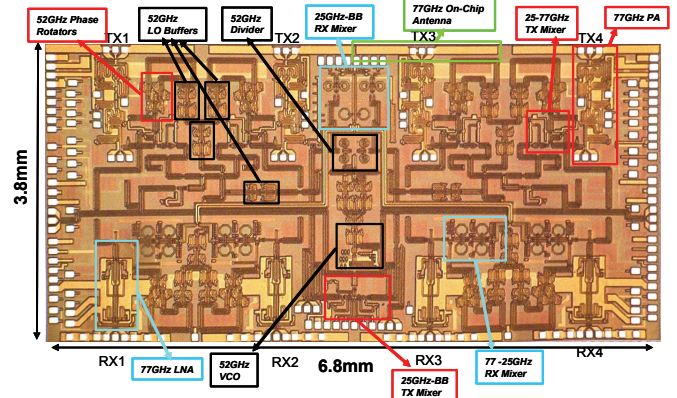 52GHz Phase
Rotators
TX1
52GHz
LO Buffers
52GHz
Divider
TX2
25GHz-BB
RX Mixer
77GHz On-Chip
Antenna
TX3
25-77GHz
TX Mixer
TX4
77GHz PA
3.8mm
RX1
77GHz LNA
52GHz
VCO
RX2
6.8mm
RX3
25GHz-BB
TX Mixer
77 -25GHz
RX Mixer
RX4